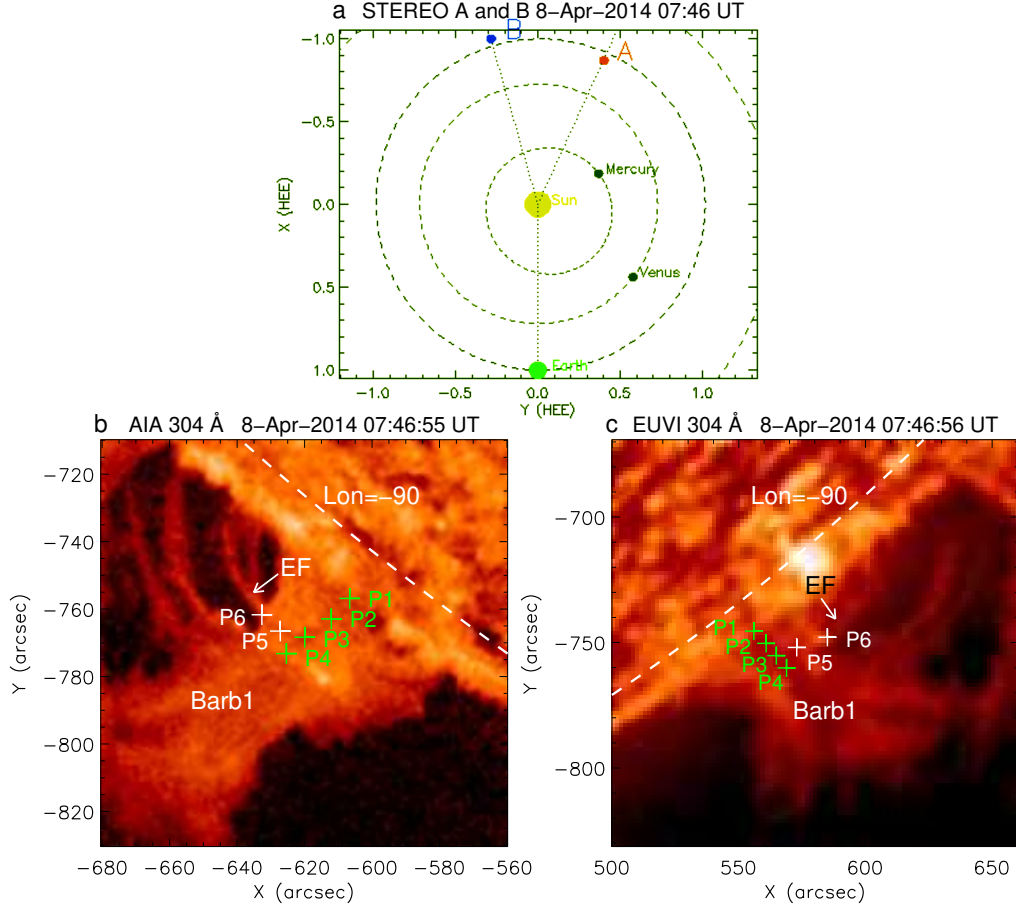 a STEREO A and B 8-Apr-2014 07:46 UT
B
A
-1.0
-0.5
0.0
0.5
1.0
X (HEE)
Mercury
Sun
Venus
Earth
-1.0 -0.5 0.0 0.5 1.0
Y (HEE)
b AIA 304 Å 8-Apr-2014 07:46:55 UT
-720
-740
-760
-780
-800
-820
Y (arcsec)
Lon=-90
EF
P6
P5
P1
P2
P3
P4
Barb1
-680 -660 -640 -620 -600 -580 -560
X (arcsec)
c EUVI 304 Å 8-Apr-2014 07:46:56 UT
-700
-750
-800
Y (arcsec)
Lon=-90
EF
P1
P2
P3
P4
P6
P5
Barb1
500 550 600 650
X (arcsec)